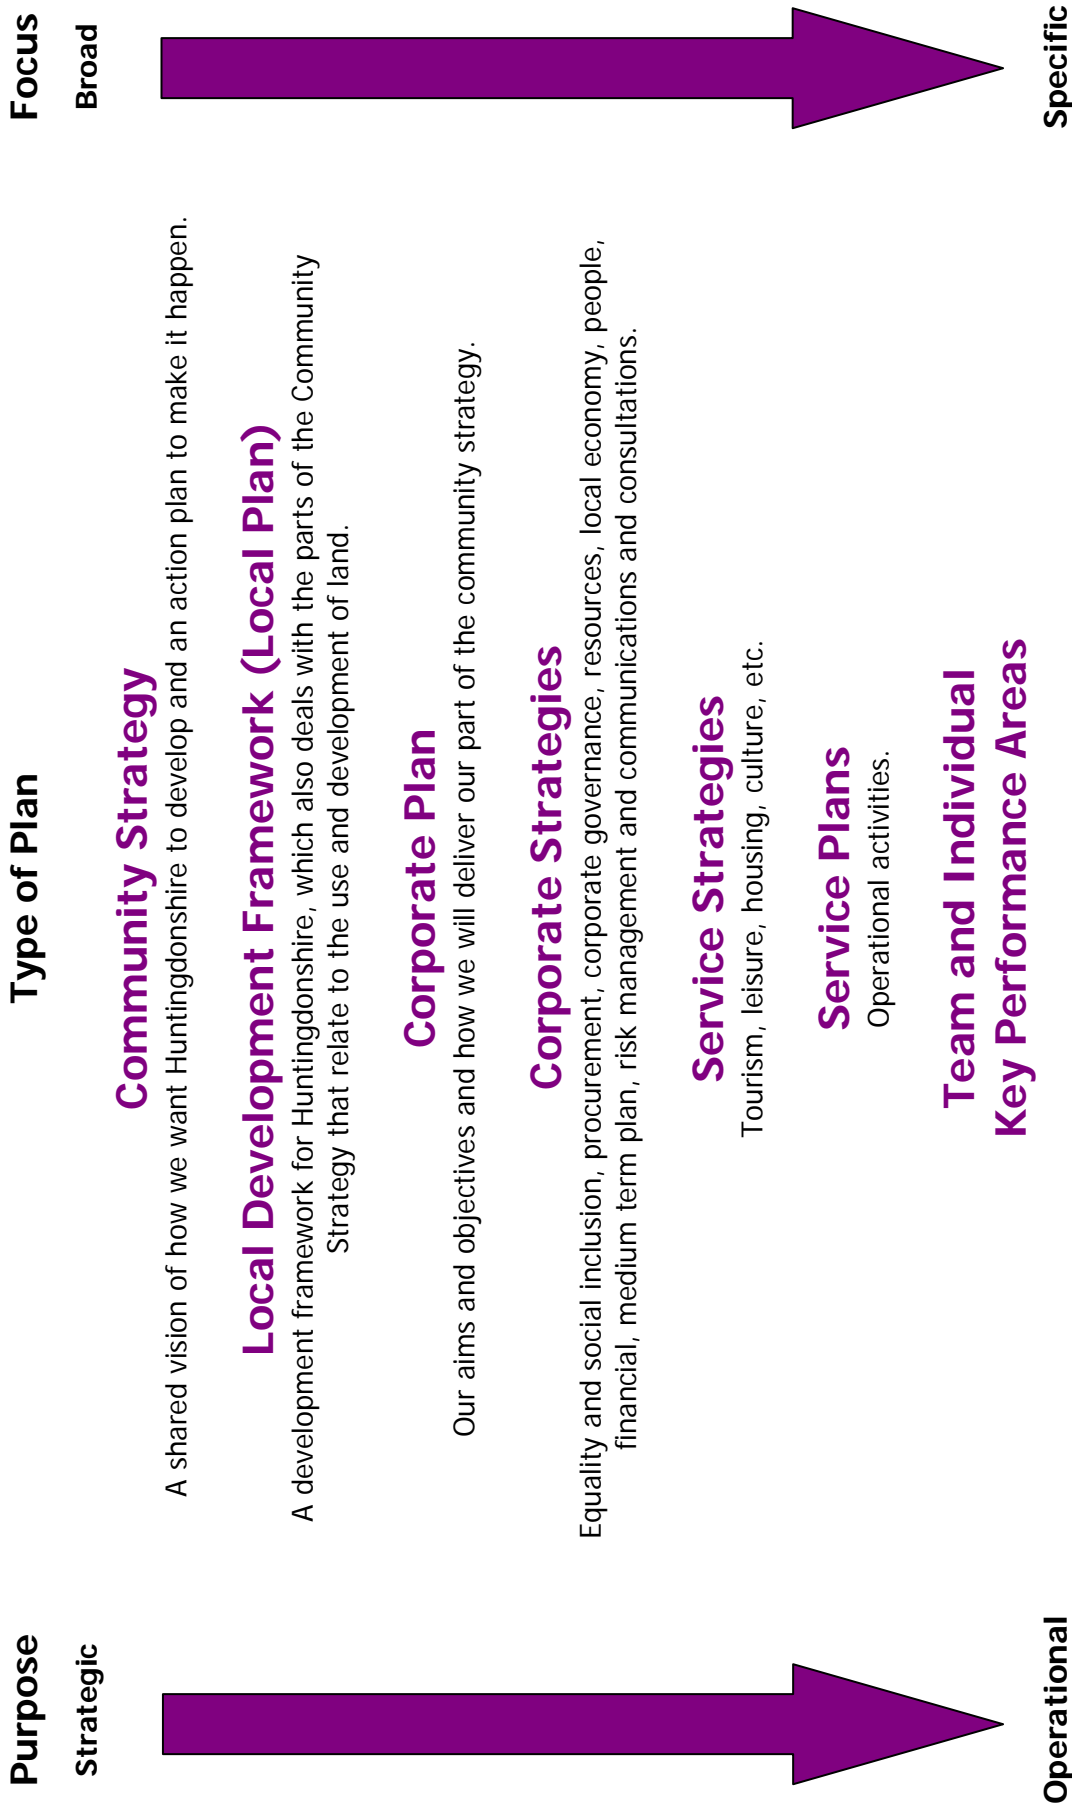 Purpose
Type of Plan
Focus
Strategic
Broad
Community Strategy
A shared vision of how we want Huntingdonshire to develop and an action plan to make it happen.
Local Development Framework (Local Plan)
A development framework for Huntingdonshire, which also deals with the parts of the Community
Strategy that relate to the use and development of land.
Corporate Plan
Our aims and objectives and how we will deliver our part of the community strategy.
Corporate Strategies
Equality and social inclusion, procurement, corporate governance, resources, local economy, people,
financial, medium term plan, risk management and communications and consultations.
Service Strategies
Tourism, leisure, housing, culture, etc.
Service Plans
Operational activities.
Team and Individual
Key Performance Areas
Operational
Specific